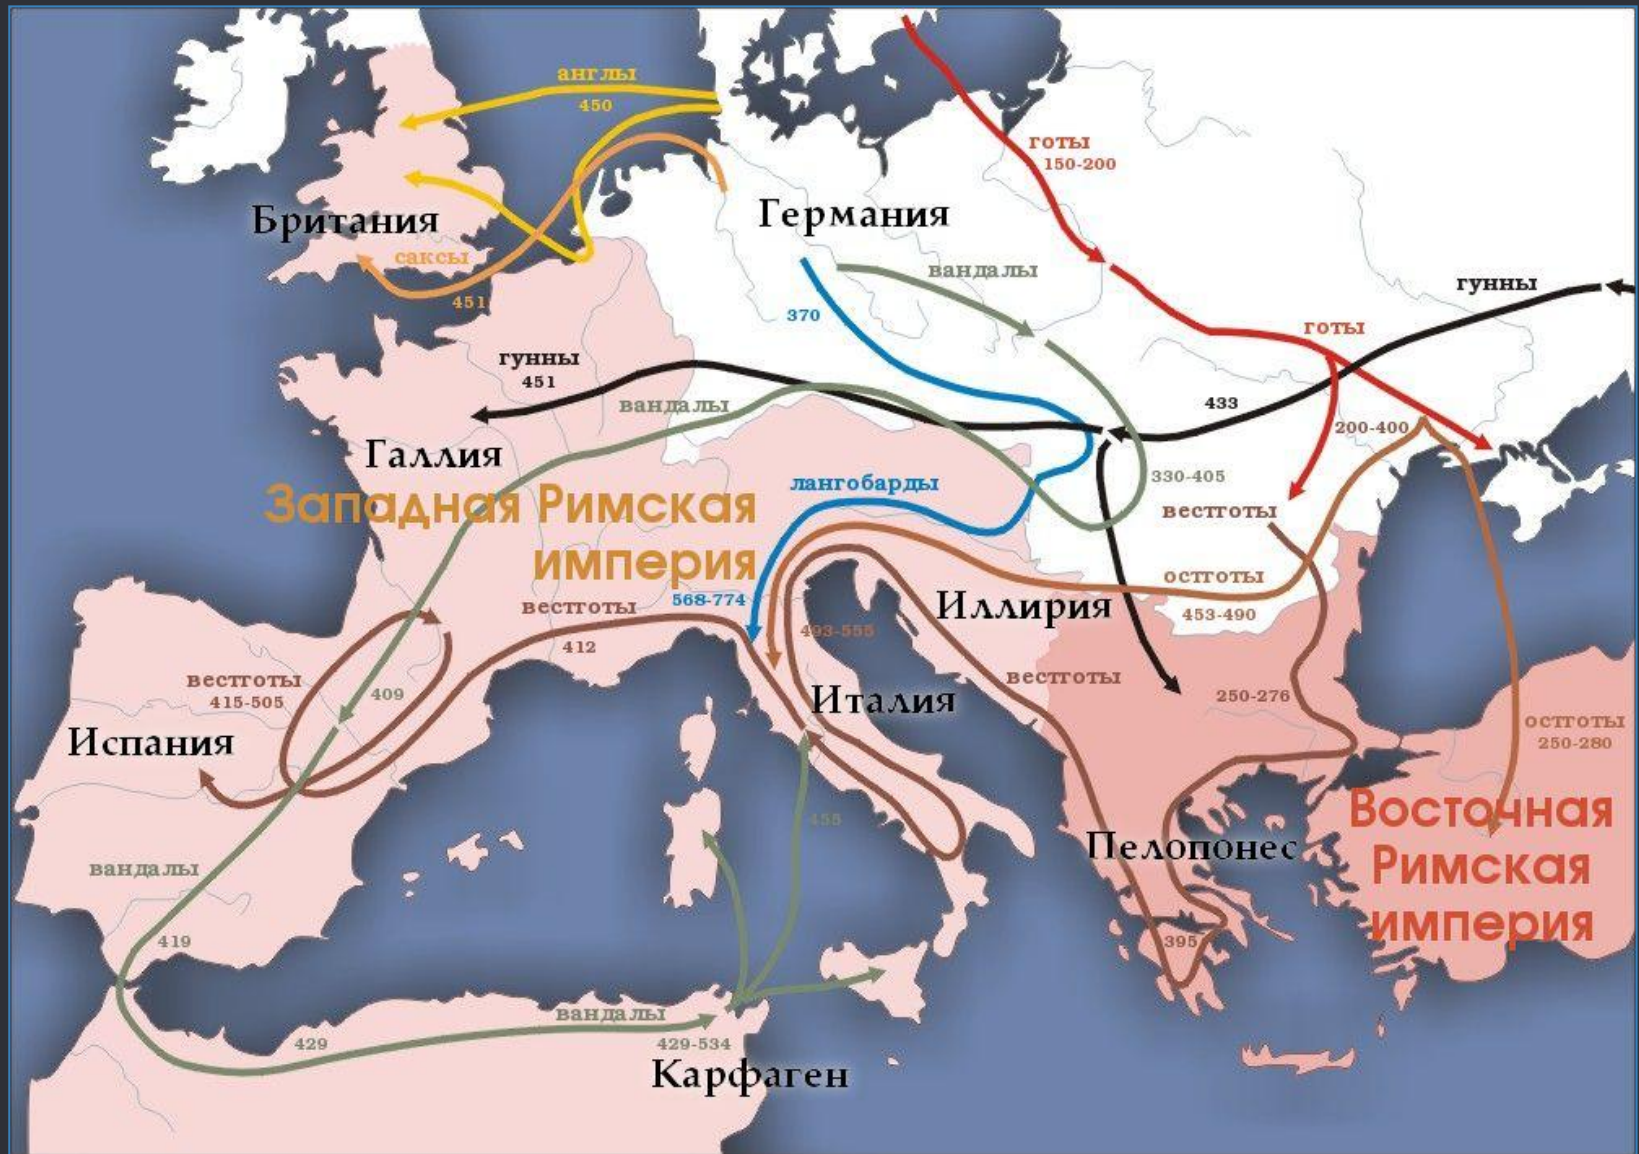 англы
450
готы
150-200
Британия
Германия
саксы
451
вандалы
370
гунны
готы
гунны
451
вандалы
433
200-400
Галлия
330-405
лангобарды
Западная Римская
империя
вестготы
остготы
453-490
568-774
вестготы
412
Иллирия
493-555
вестготы
415-505
409
вестготы
250-276
Италия
остготы
250-280
Испания
455
Восточная
Римская
империя
Пелопонес
вандалы
419
395
вандалы
429
429-534
Карфаген